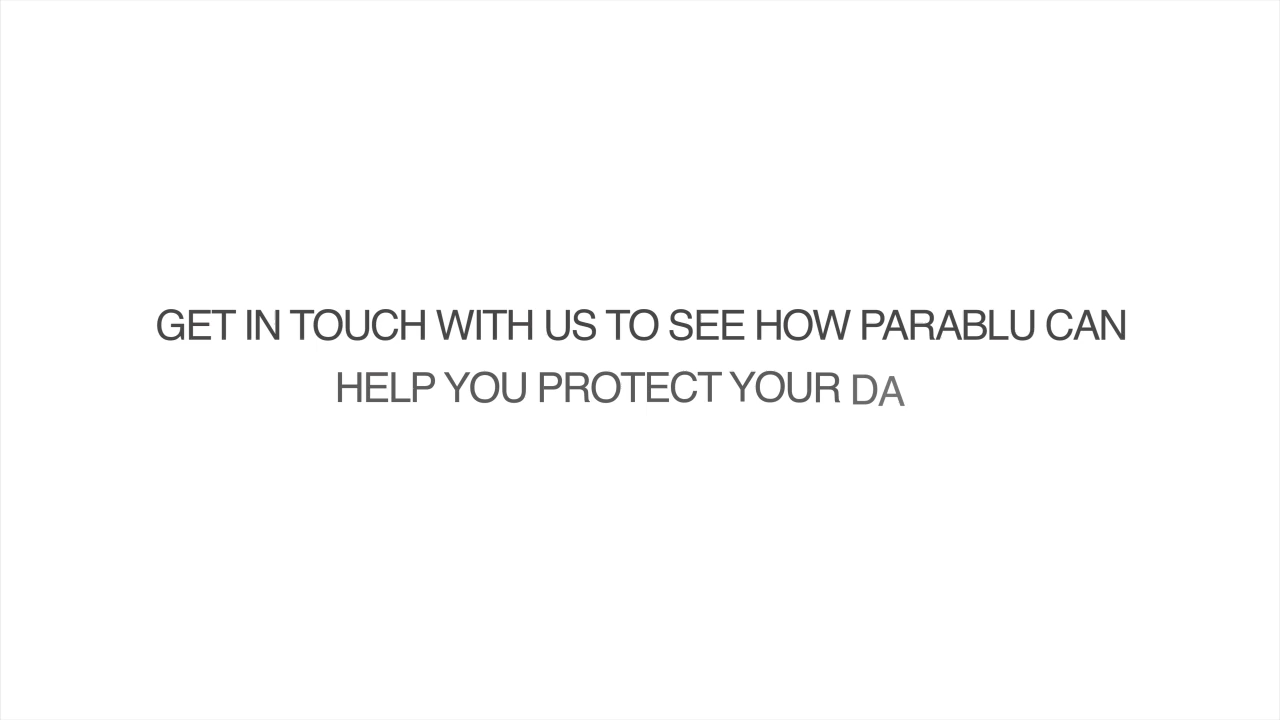 GET IN TOUCH WITH US TO SEE HOW PARABLU CAN
HELP YOU PROTECT YOUR DA